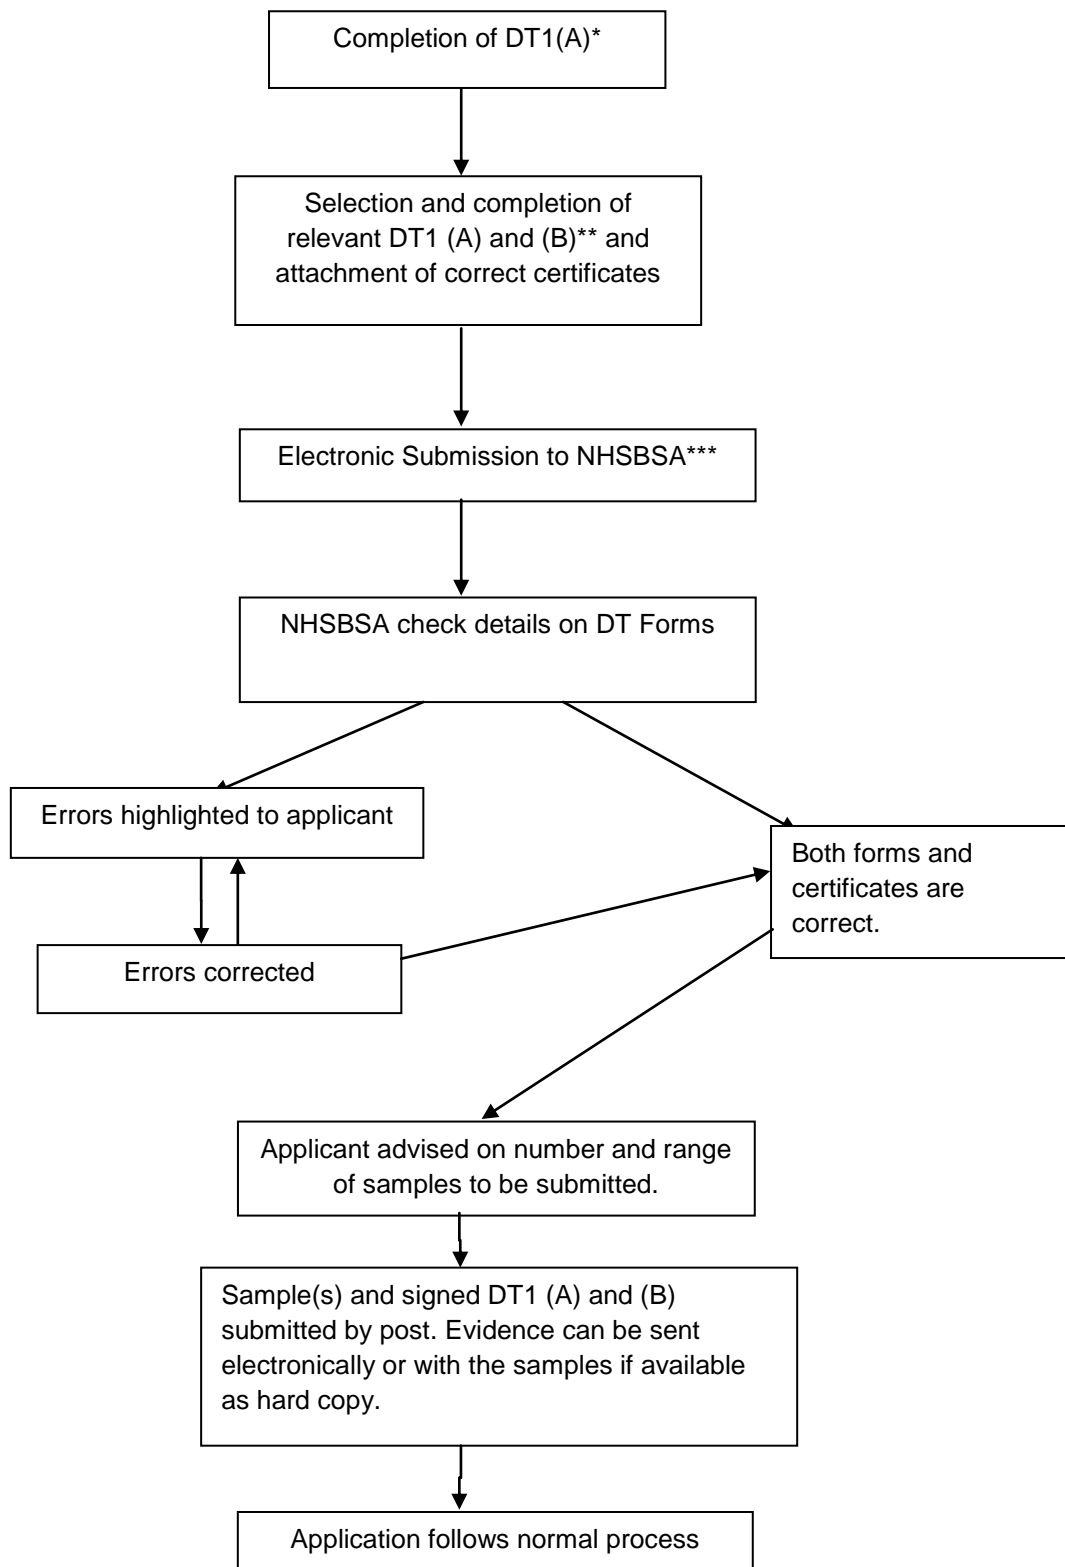 Completion of DT1(A)*
Selection and completion of
relevant DT1 (A) and (B)** and
attachment of correct certificates
Electronic Submission to NHSBSA***
NHSBSA check details on DT Forms
Errors highlighted to applicant
Both forms and
certificates are
correct.
Errors corrected
Applicant advised on number and range
of samples to be submitted.
Sample(s) and signed DT1 (A) and (B)
submitted by post. Evidence can be sent
electronically or with the samples if available
as hard copy.
Application follows normal process